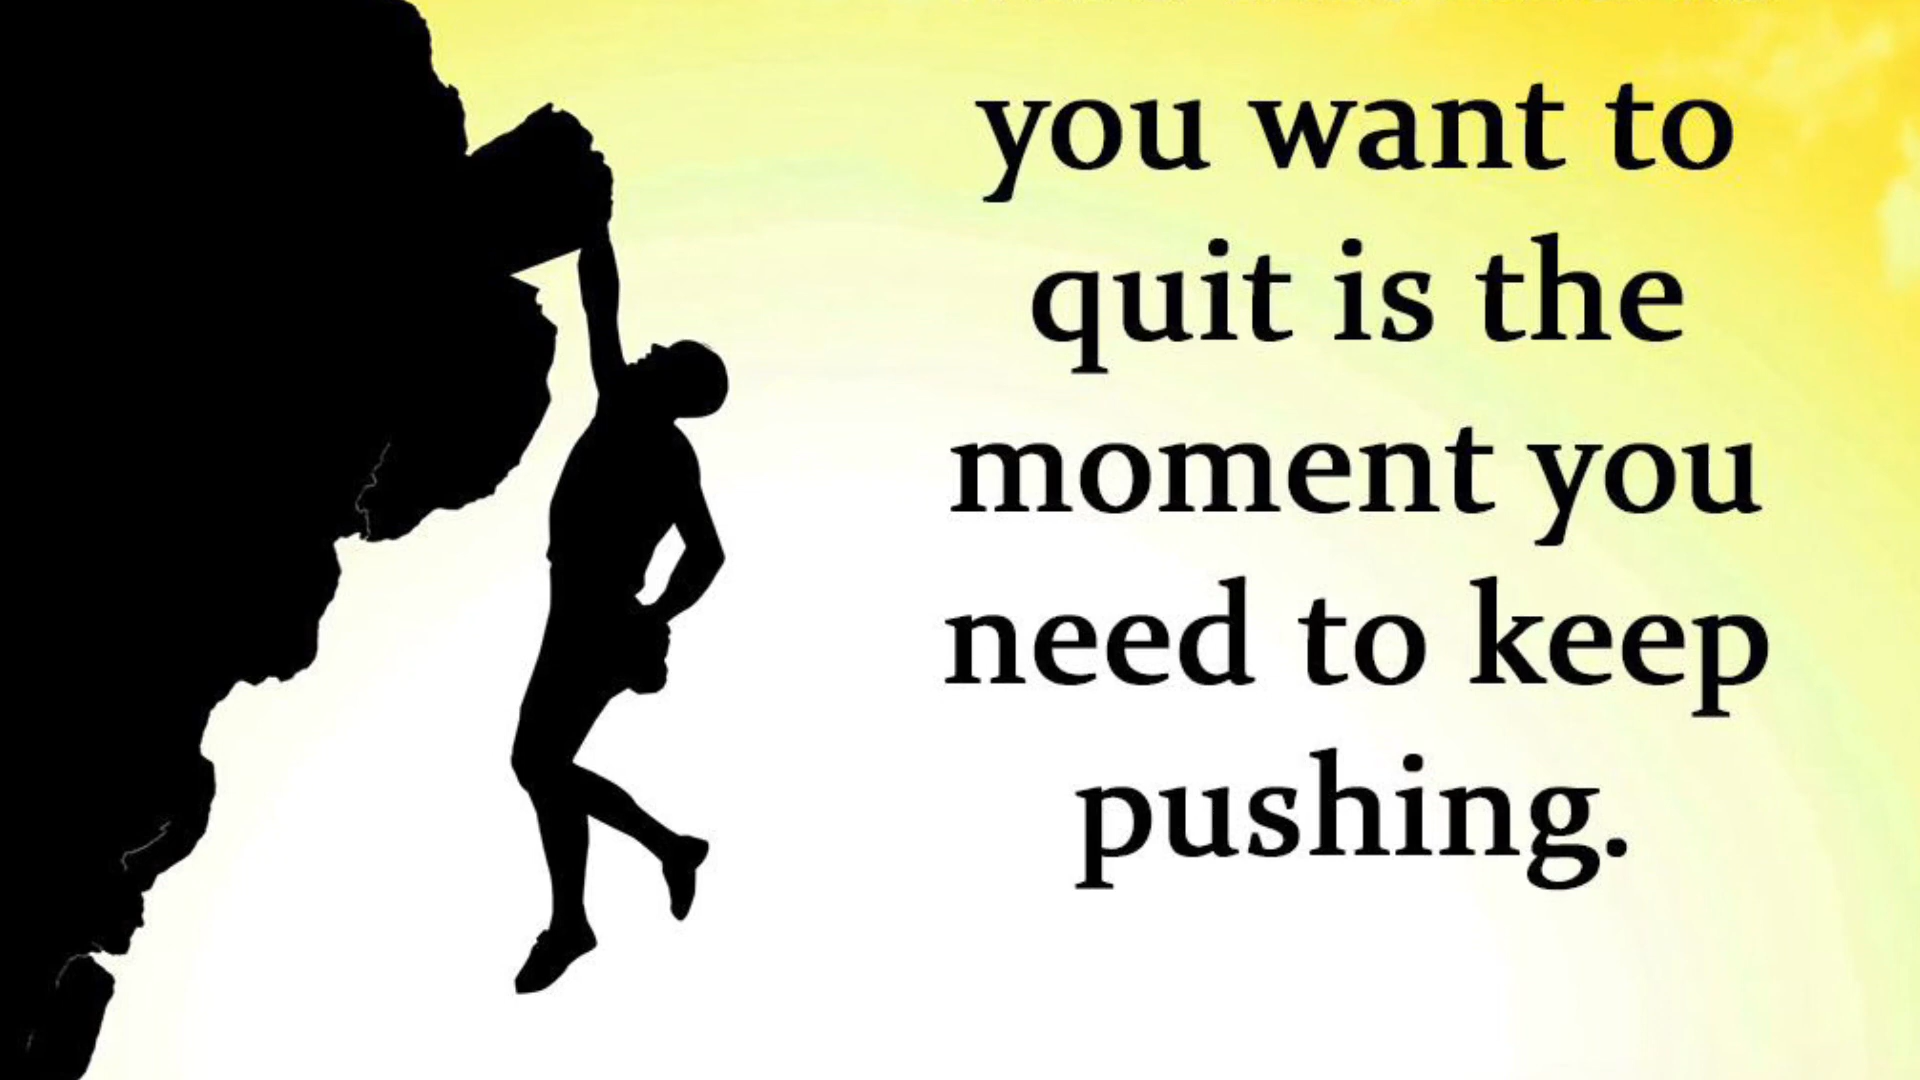 you want to
quit is the
moment you
need to keep
pushing.